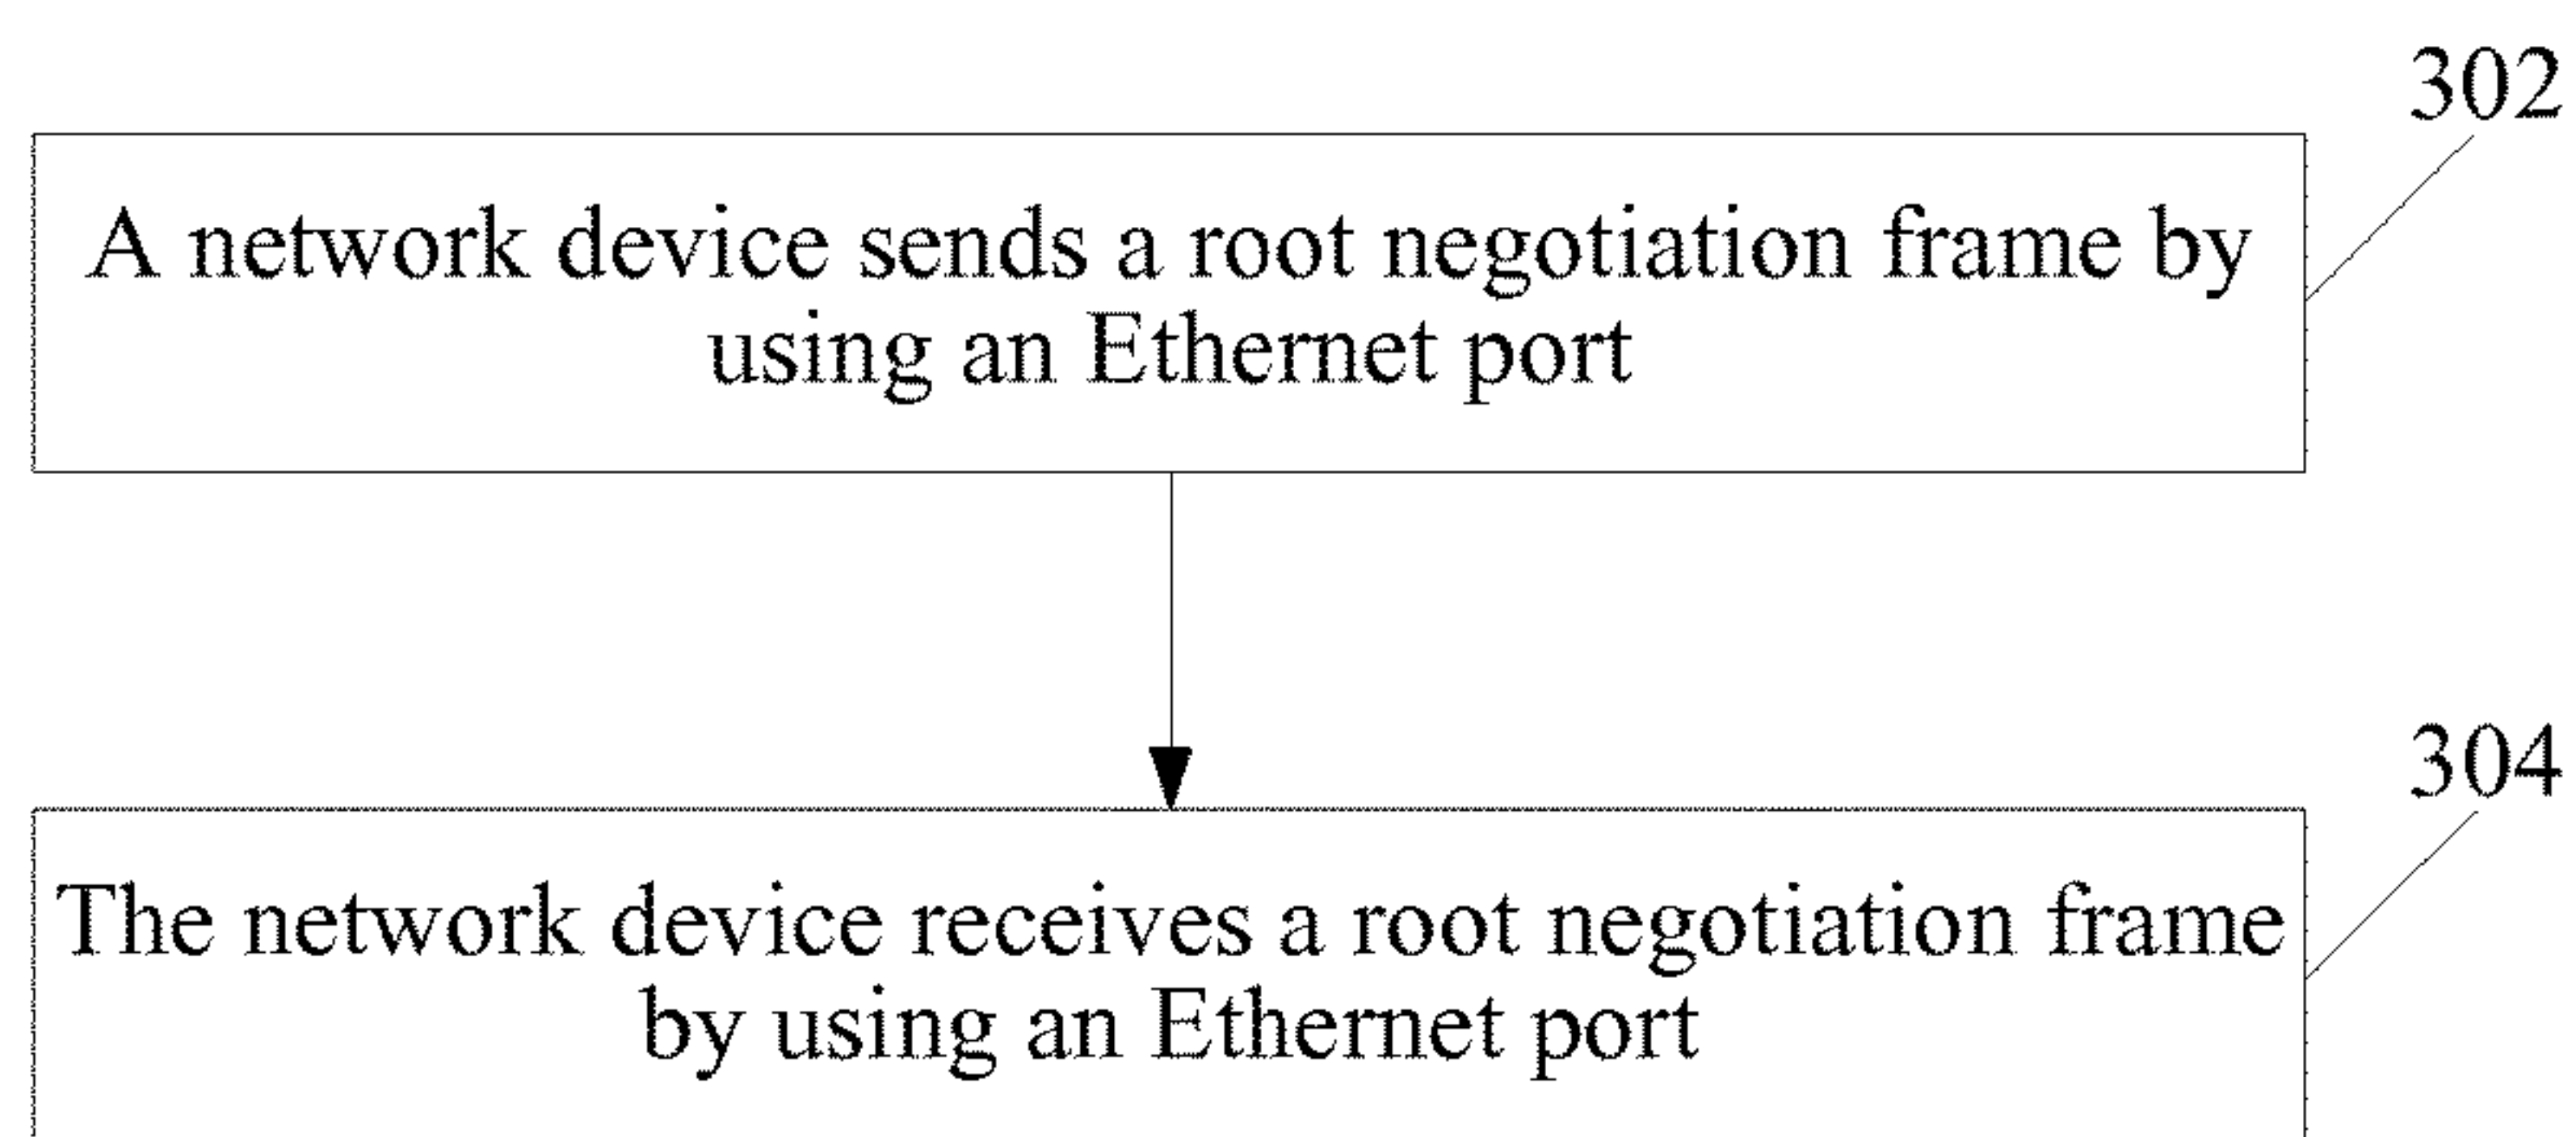 302
A network device sends a root negotiation frame by
using an Ethernet port
304
The network device receives a root negotiation frame
by using an Ethernet port